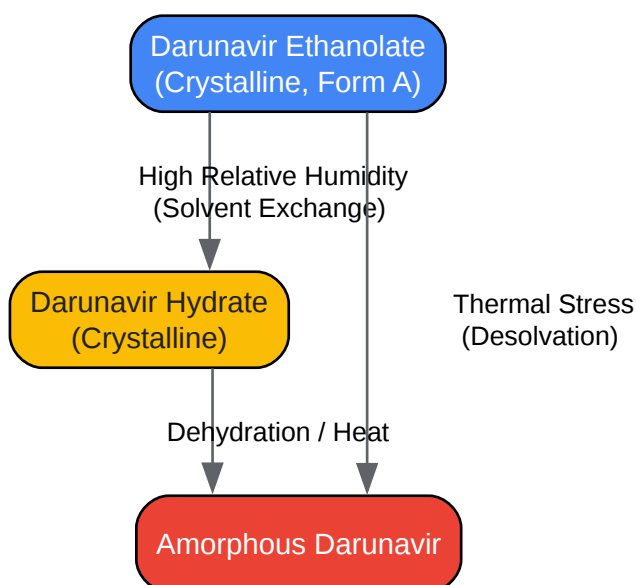 Darunavir Ethanolate
(Crystalline, Form A)
High Relative Humidity
(Solvent Exchange)
Darunavir Hydrate
(Crystalline)
Thermal Stress
(Desolvation)
Dehydration / Heat
Amorphous Darunavir